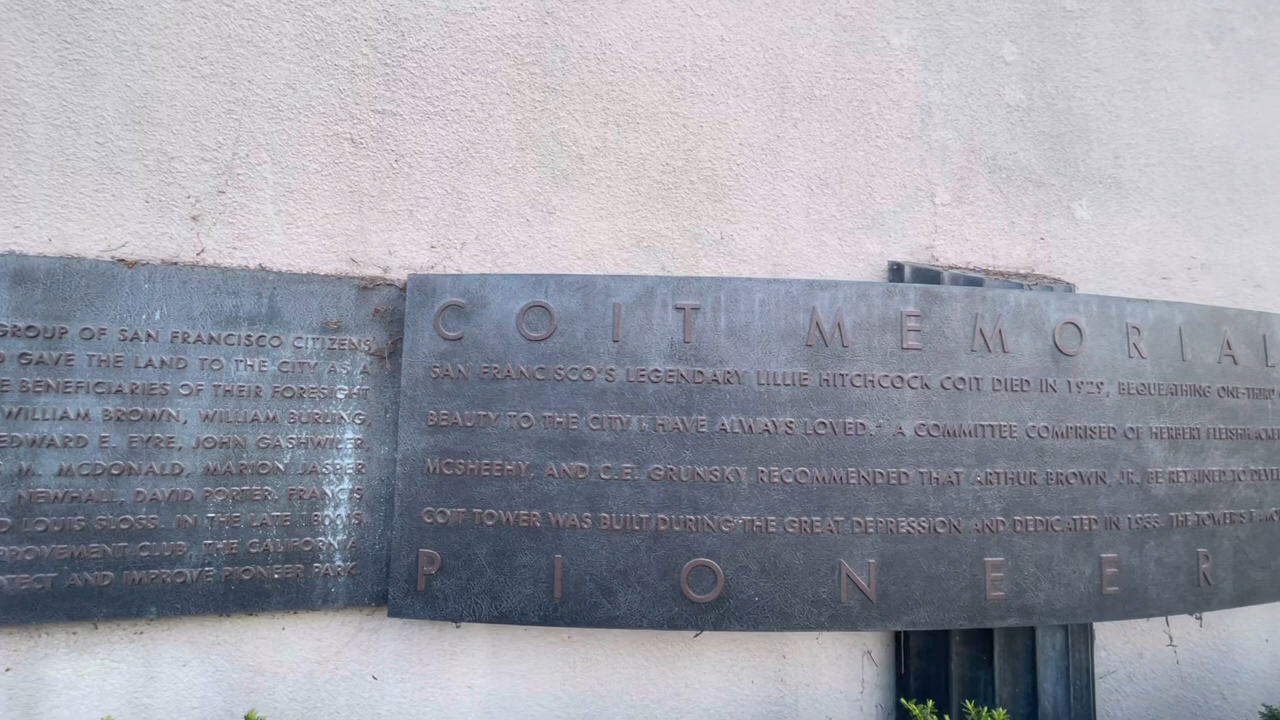 GROUP OF SAN FRANCISCO CITIZENS
GAVE THE LAND TO THE CITY AS A
BENEFICIARIES OF THEIR FORESIGHT
WILLIAM BROWN, WILLIAM BURLING,
EDWARD E. EYRE, JOHN GASHWILER,
M. MCDONALD, MARION JASPER
NEWHALL, DAVID PORTER, FRANCIS
LOUIS SLOSS. IN THE LATE 1800'S
CLUB, THE CALIFORNIA
AND IMPROVE PIONEER PARK.
COIT MEMORIAL
SAN FRANCISCO'S LEGENDARY LILLIE HITCHCOCK COIT DIED IN 1929, BEQUEATHING ONE-THIRD
BEAUTY TO THE CITY I HAVE ALWAYS LOVED." A COMMITTEE COMPRISED OF HERBERT
MCSHEEHY, AND C.E. GRUNSKY RECOMMENDED THAT ARTHUR BROWN, JR. BE RETAINED TO
COIT TOWER WAS BUILT DURING THE GREAT DEPRESSION AND DEDICATED IN 1933. THE TOWER'S
PIONEER